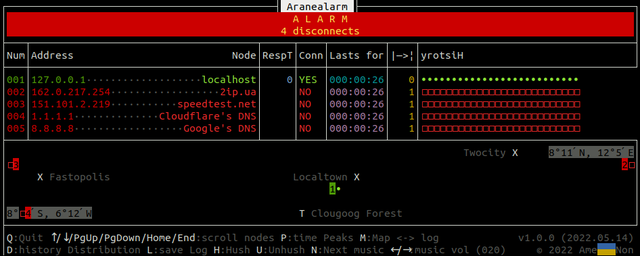 Aranealarm
A L A R M
4 disconnects
Num Address Node RespT Conn Lasts for |–>¦ yrotsiH
001 127.0.0.1 localhost 0 YES 000:00:26 0
002 162.0.217.254 2ip.ua NO 000:00:26 1
003 151.101.2.219 speedtest.net NO 000:00:26 1
004 1.1.1.1 Cloudflare's DNS NO 000:00:26 1
005 8.8.8.8 Google's DNS NO 000:00:26 1
Twocity X 8°11′N, 12°5′E
3 2
X Fastopolis Localtown X
1
8° 4′S, 6°12′W T Clougoog Forest
Q:Quit ↑/↓/PgUp/PgDown/Home/End:scroll nodes P:time Peaks M:Map <-> log v1.0.0 (2022.05.14)
D:history Distribution L:save Log H:Hush U:Unhush N:Next music ←/→:music vol (020) © 2022 Ame Non